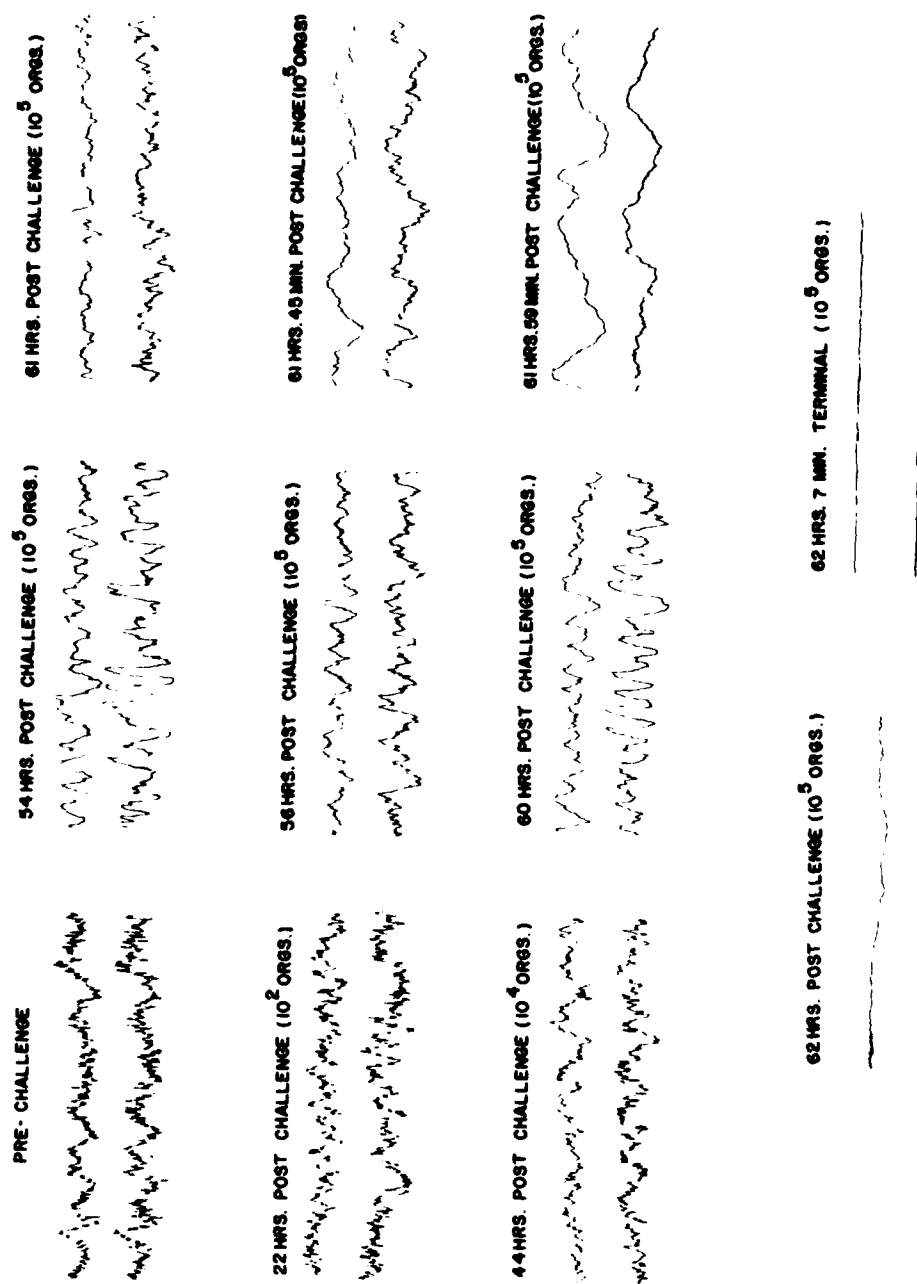 PRE- CHALLENGE
22 HRS. POST CHALLENGE (10² ORGS.)
44 HRS. POST CHALLENGE (10⁴ ORGS.)
54 HRS. POST CHALLENGE (10⁵ ORGS.)
56 HRS. POST CHALLENGE (10⁵ ORGS.)
60 HRS. POST CHALLENGE (10⁵ ORGS.)
61 HRS. POST CHALLENGE (10⁵ ORGS.)
61 HRS. 45 MIN. POST CHALLENGE (10⁵ ORGS)
61 HRS. 59 MIN. POST CHALLENGE (10⁵ ORGS.)
62 HRS. POST CHALLENGE (10⁵ ORGS.)
62 HRS. 7 MIN. TERMINAL (10⁵ ORGS.)